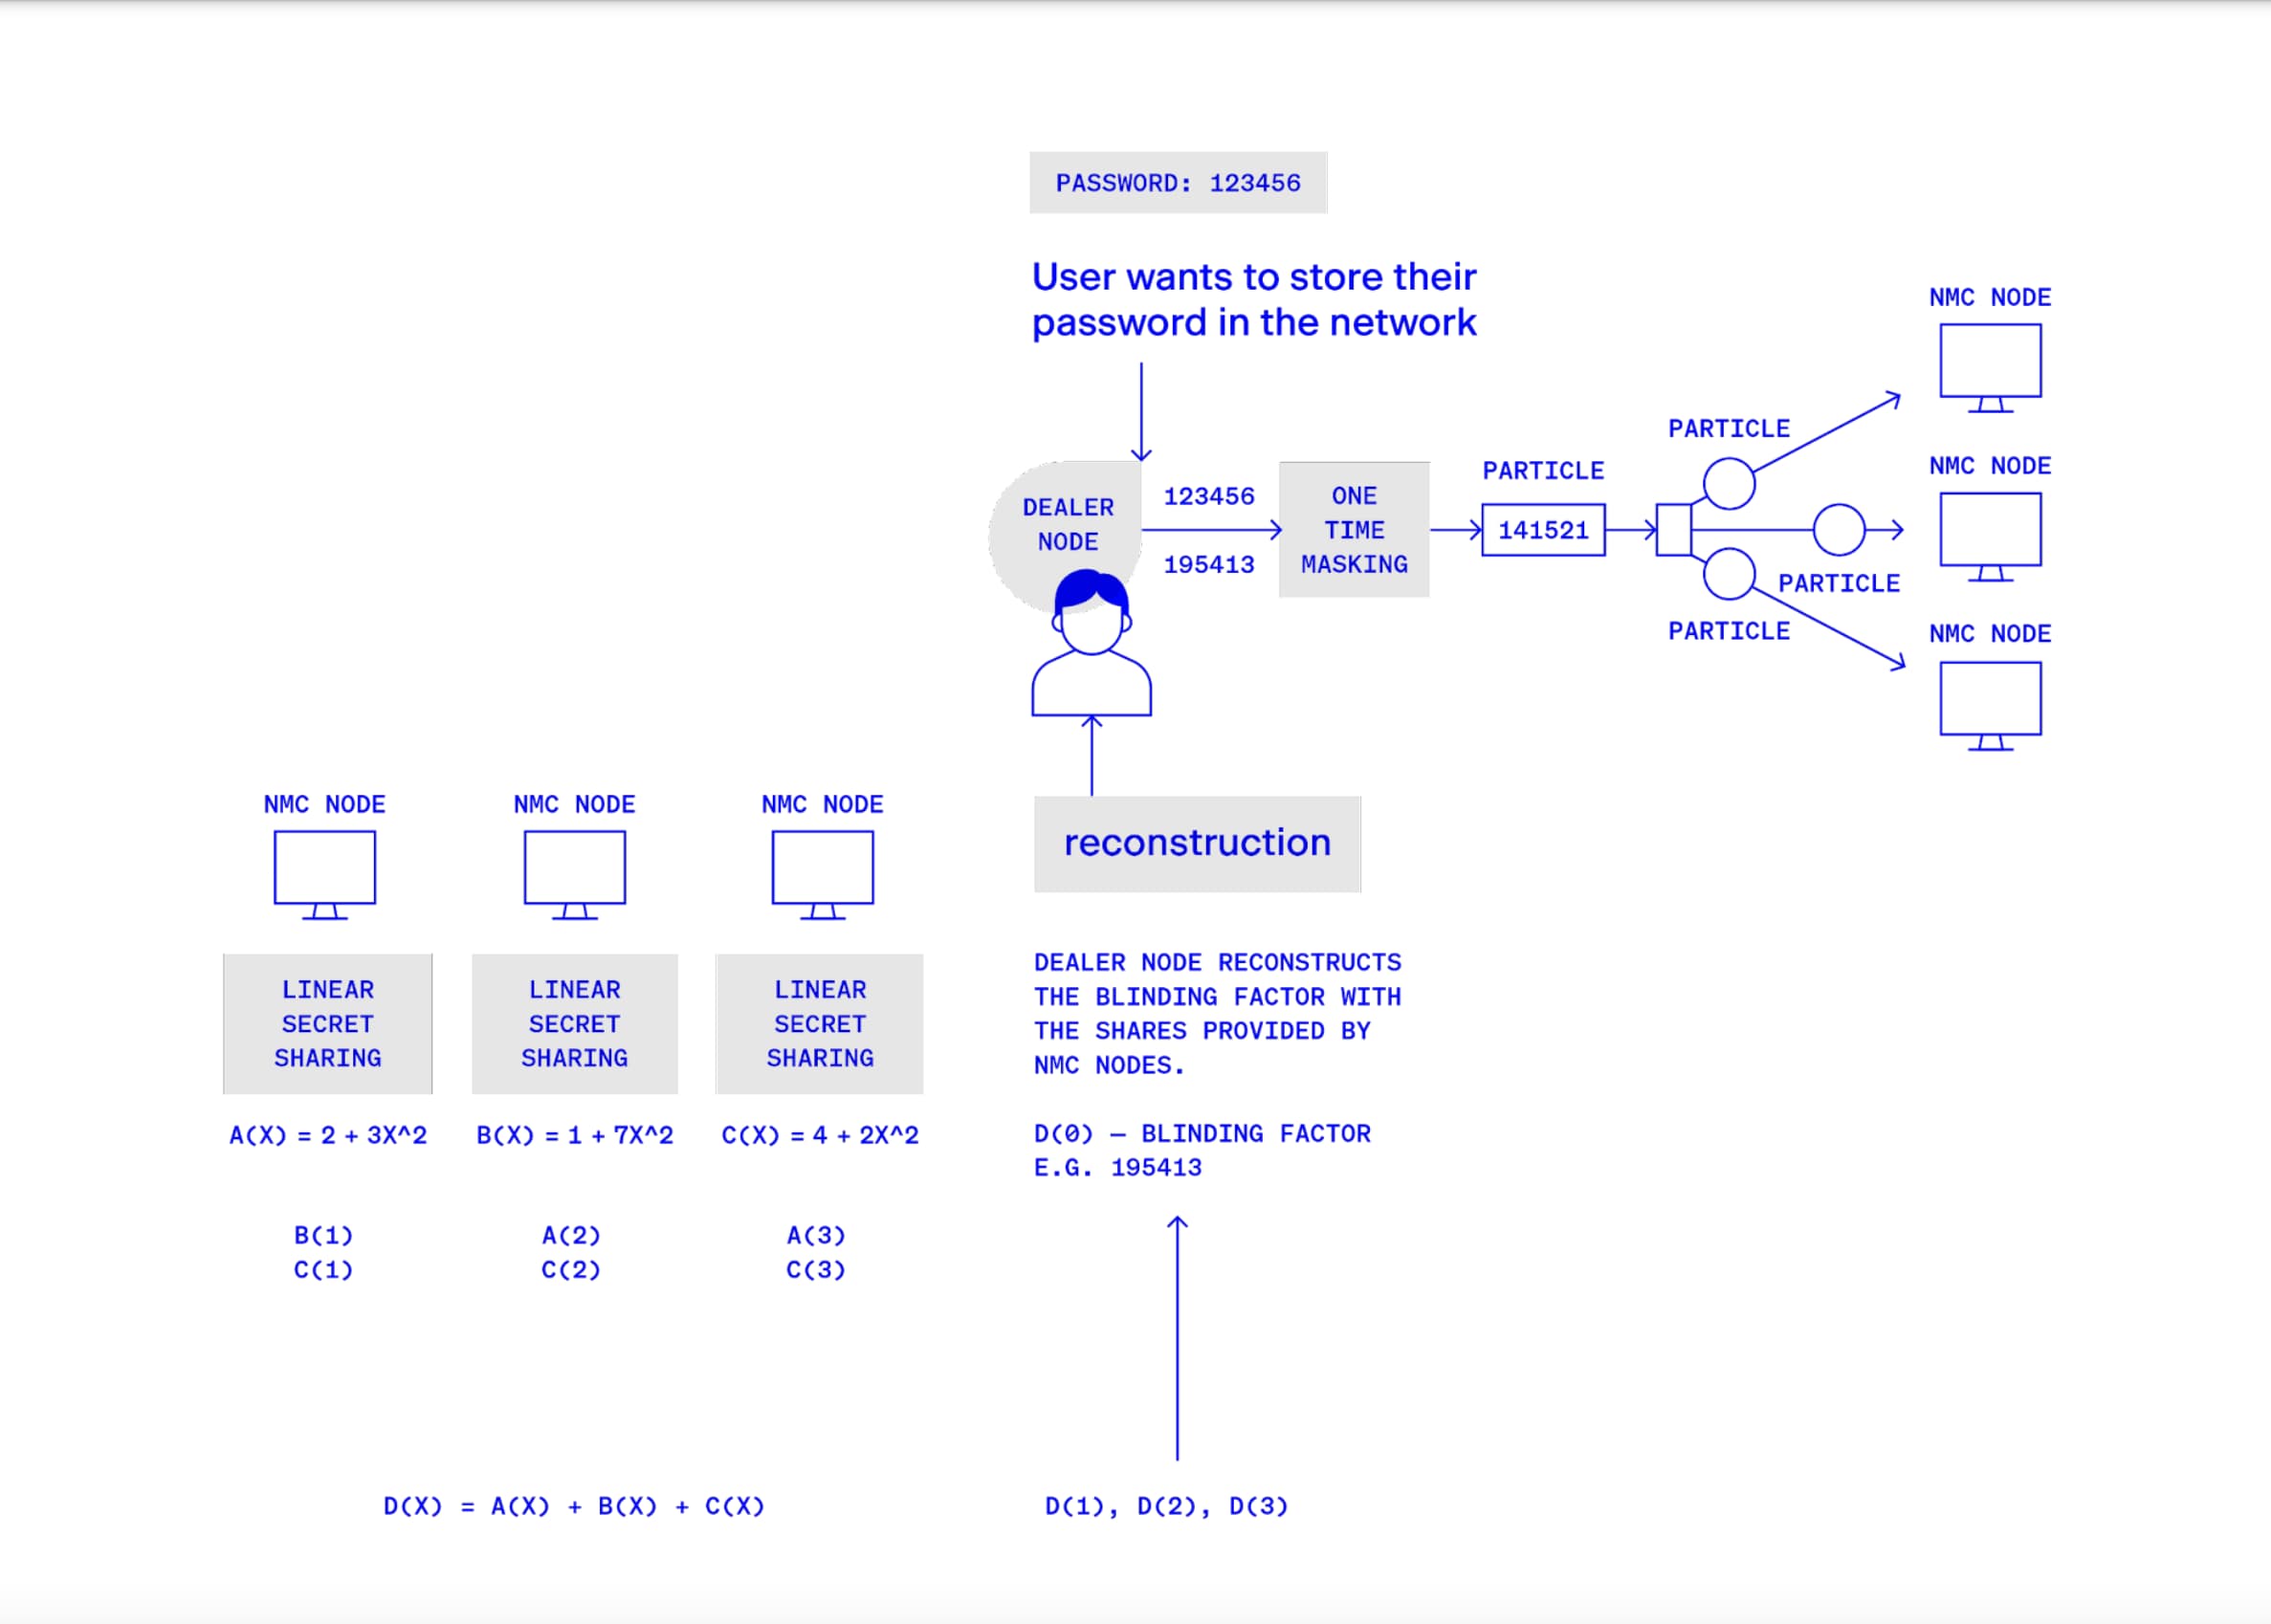 PASSWORD: 123456
User wants to store their
password in the network
DEALER
NODE
123456
195413
ONE
TIME
MASKING
PARTICLE
141521
PARTICLE
PARTICLE
PARTICLE
NMC NODE
NMC NODE
NMC NODE
reconstruction
NMC NODE
NMC NODE
NMC NODE
LINEAR
SECRET
SHARING
LINEAR
SECRET
SHARING
LINEAR
SECRET
SHARING
A(X) = 2 + 3X^2
B(X) = 1 + 7X^2
C(X) = 4 + 2X^2
B(1)
C(1)
A(2)
C(2)
A(3)
C(3)
DEALER NODE RECONSTRUCTS
THE BLINDING FACTOR WITH
THE SHARES PROVIDED BY
NMC NODES.
D(0) — BLINDING FACTOR
E.G. 195413
D(X) = A(X) + B(X) + C(X)
D(1), D(2), D(3)